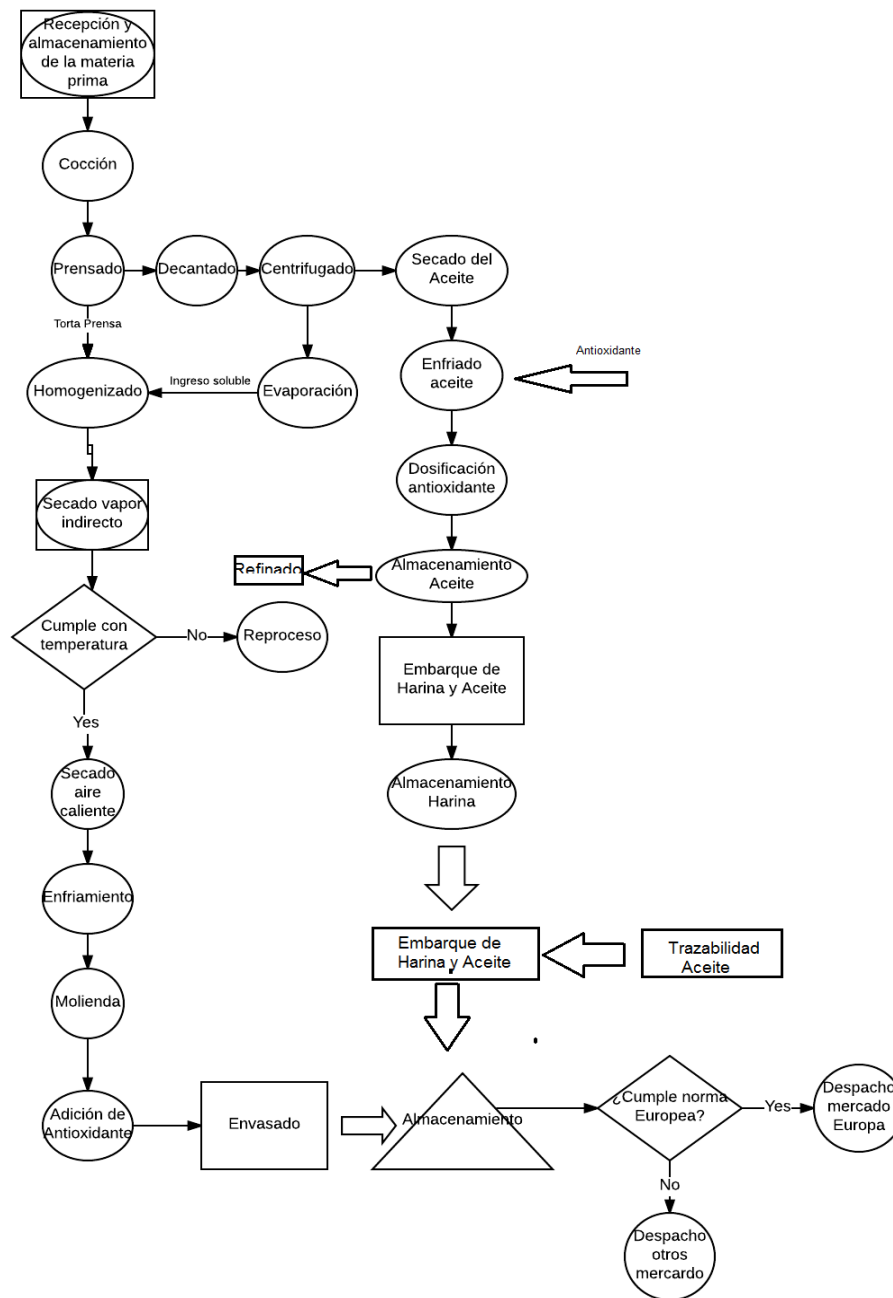 Recepción y
almacenamiento
de la materia
prima
Cocción
Prensado
Decantado
Centrifugado
Secado del
Aceite
Torta Prensa
Antioxidante
Enfriado
aceite
Homogenizado
Ingreso soluble
Evaporación
Dosificación
antioxidante
Secado vapor
indirecto
Refinado
Almacenamiento
Aceite
Cumple con
temperatura
No
Reproceso
Embarque de
Harina y Aceite
Yes
Secado
aire
caliente
Almacenamiento
Harina
Enfriamiento
Embarque de
Harina y Aceite
Trazabilidad
Aceite
Molienda
Adición de
Antioxidante
Envasado
Almacenamiento
¿Cumple norma
Europea?
Yes
Despacho
mercado
Europa
No
Despacho
otros
mercardo